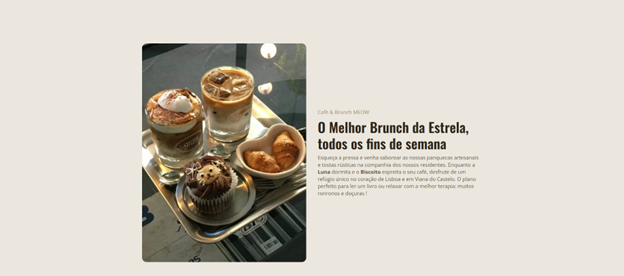 Café & Brunch MEOW
O Melhor Brunch da Estrela,
todos os fins de semana
Esqueça a pressa e venha saborear as nossas panquecas artesanais
e tostas rústicas na companhia dos nossos residentes. Enquanto a
Luna dormita e o Biscoito espreita o seu café, desfrute de um
refúgio único no coração de Lisboa e em Viana do Castelo. O plano
perfeito para ler um livro ou relaxar com a melhor terapia: muitos
ronrons e doçuras !